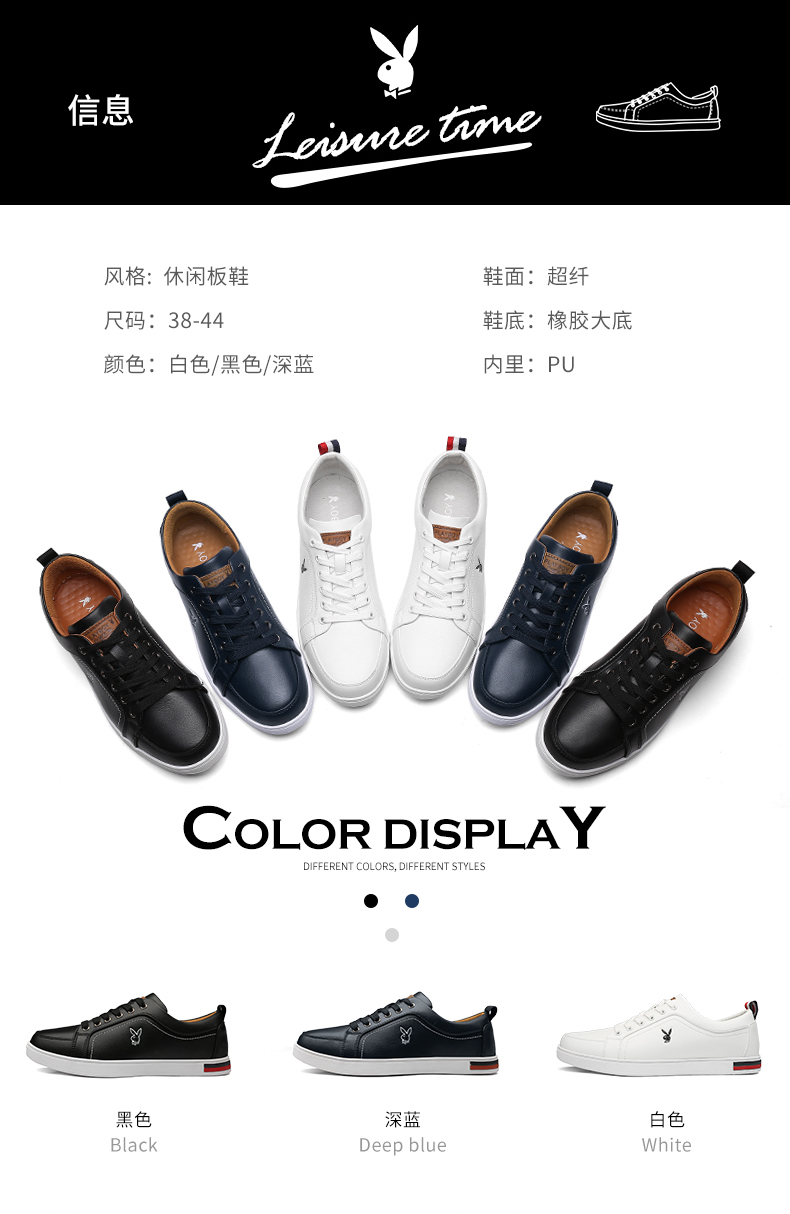 信息
Leisure time
风格: 休闲板鞋
鞋面：超纤
尺码：38-44
鞋底：橡胶大底
颜色：白色/黑色/深蓝
内里：PU
COLOR DISPLAY
DIFFERENT COLORS, DIFFERENT STYLES
黑色
Black
深蓝
Deep blue
白色
White